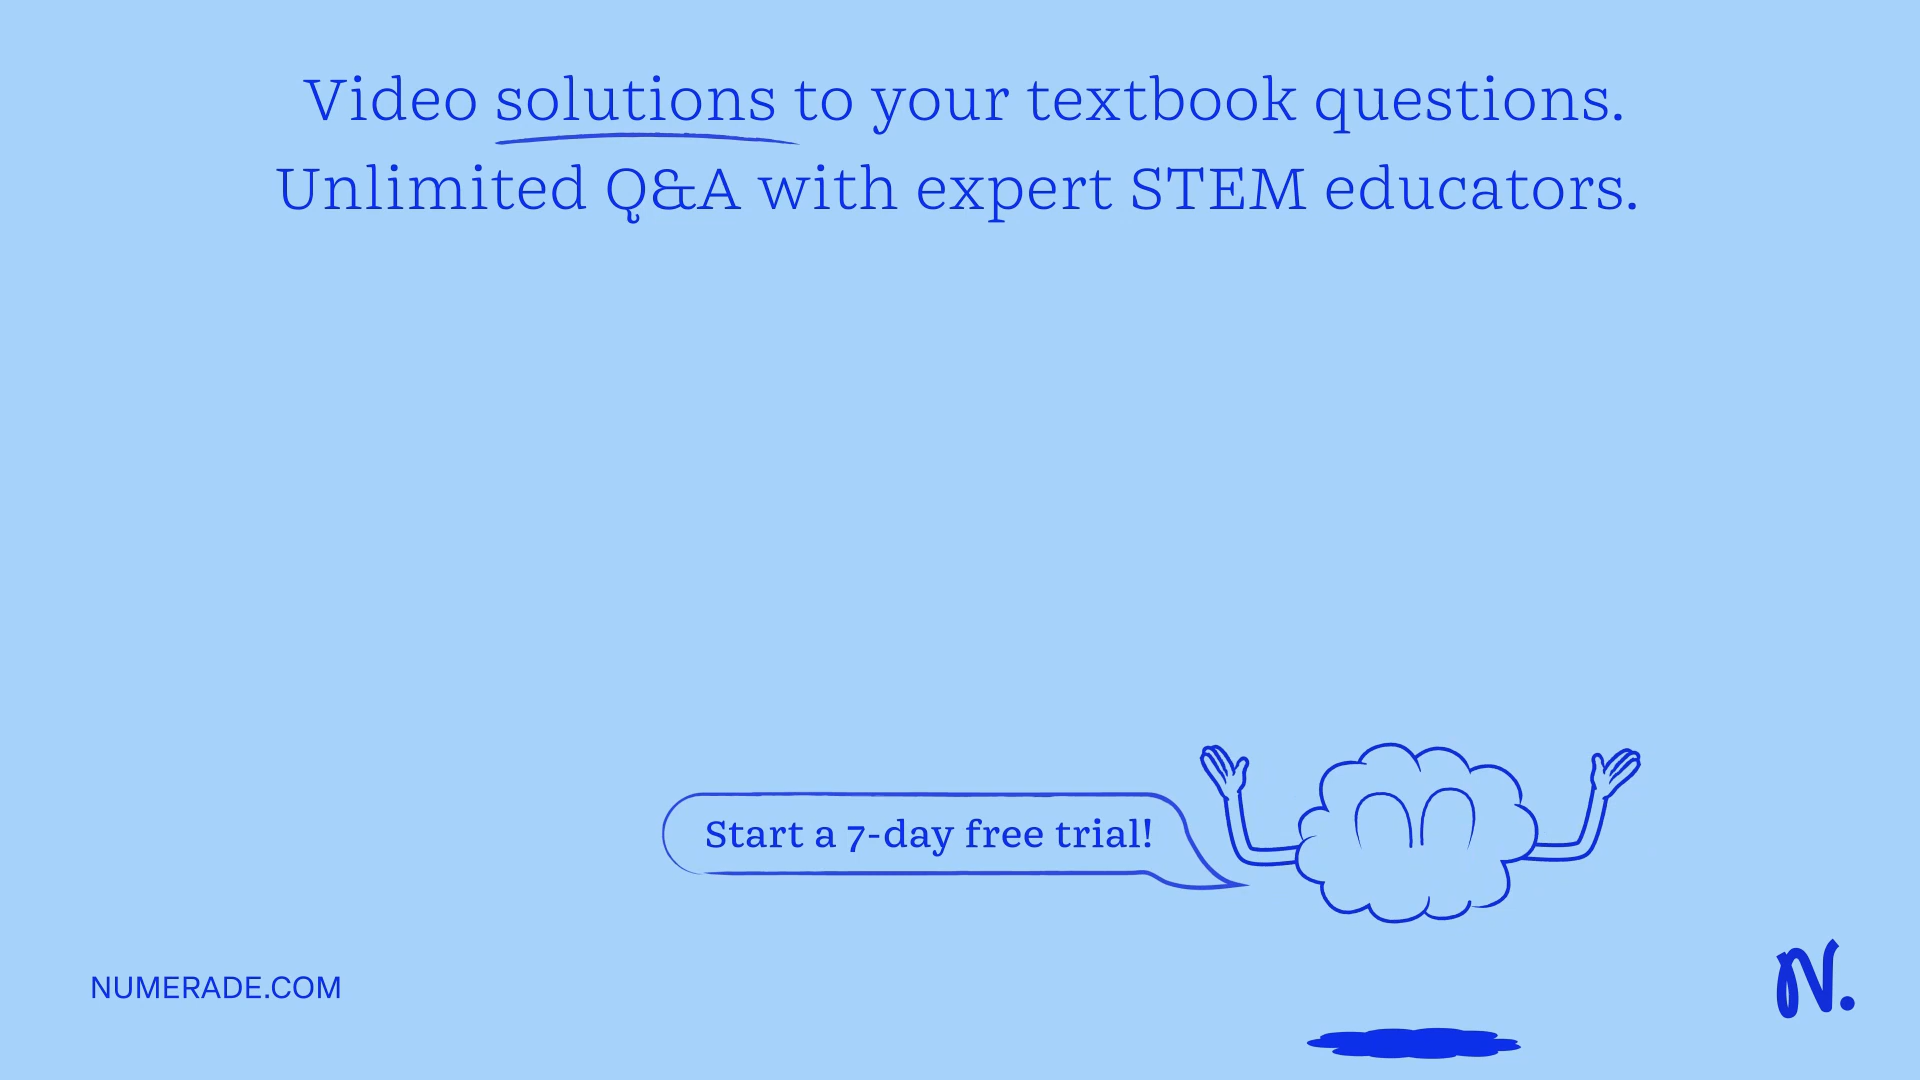 Video solutions to your textbook questions.
Unlimited Q&A with expert STEM educators.
Start a 7-day free trial!
NUMERADE.COM
N.